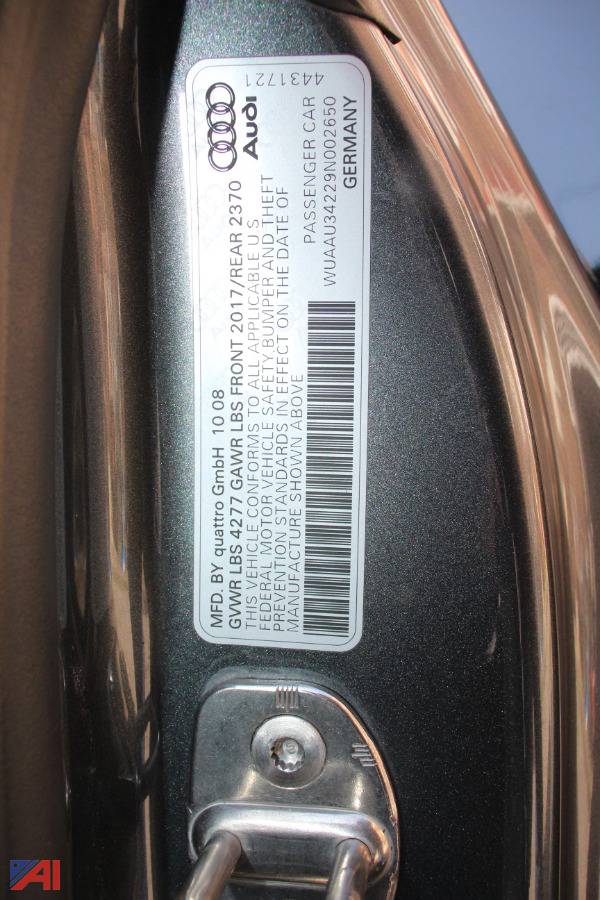 MFD. BY quattro GmbH 10 08
GVWR LBS 4277 GAWR LBS FRONT 2017/REAR 2370
THIS VEHICLE CONFORMS TO ALL APPLICABLE U.S
FEDERAL MOTOR VEHICLE SAFETY,BUMPER AND THEFT
PREVENTION STANDARDS IN EFFECT ON THE DATE OF
MANUFACTURE SHOWN ABOVE
PASSENGER CAR
WUAAU34229N002650
GERMANY
Audi
4431721
AI